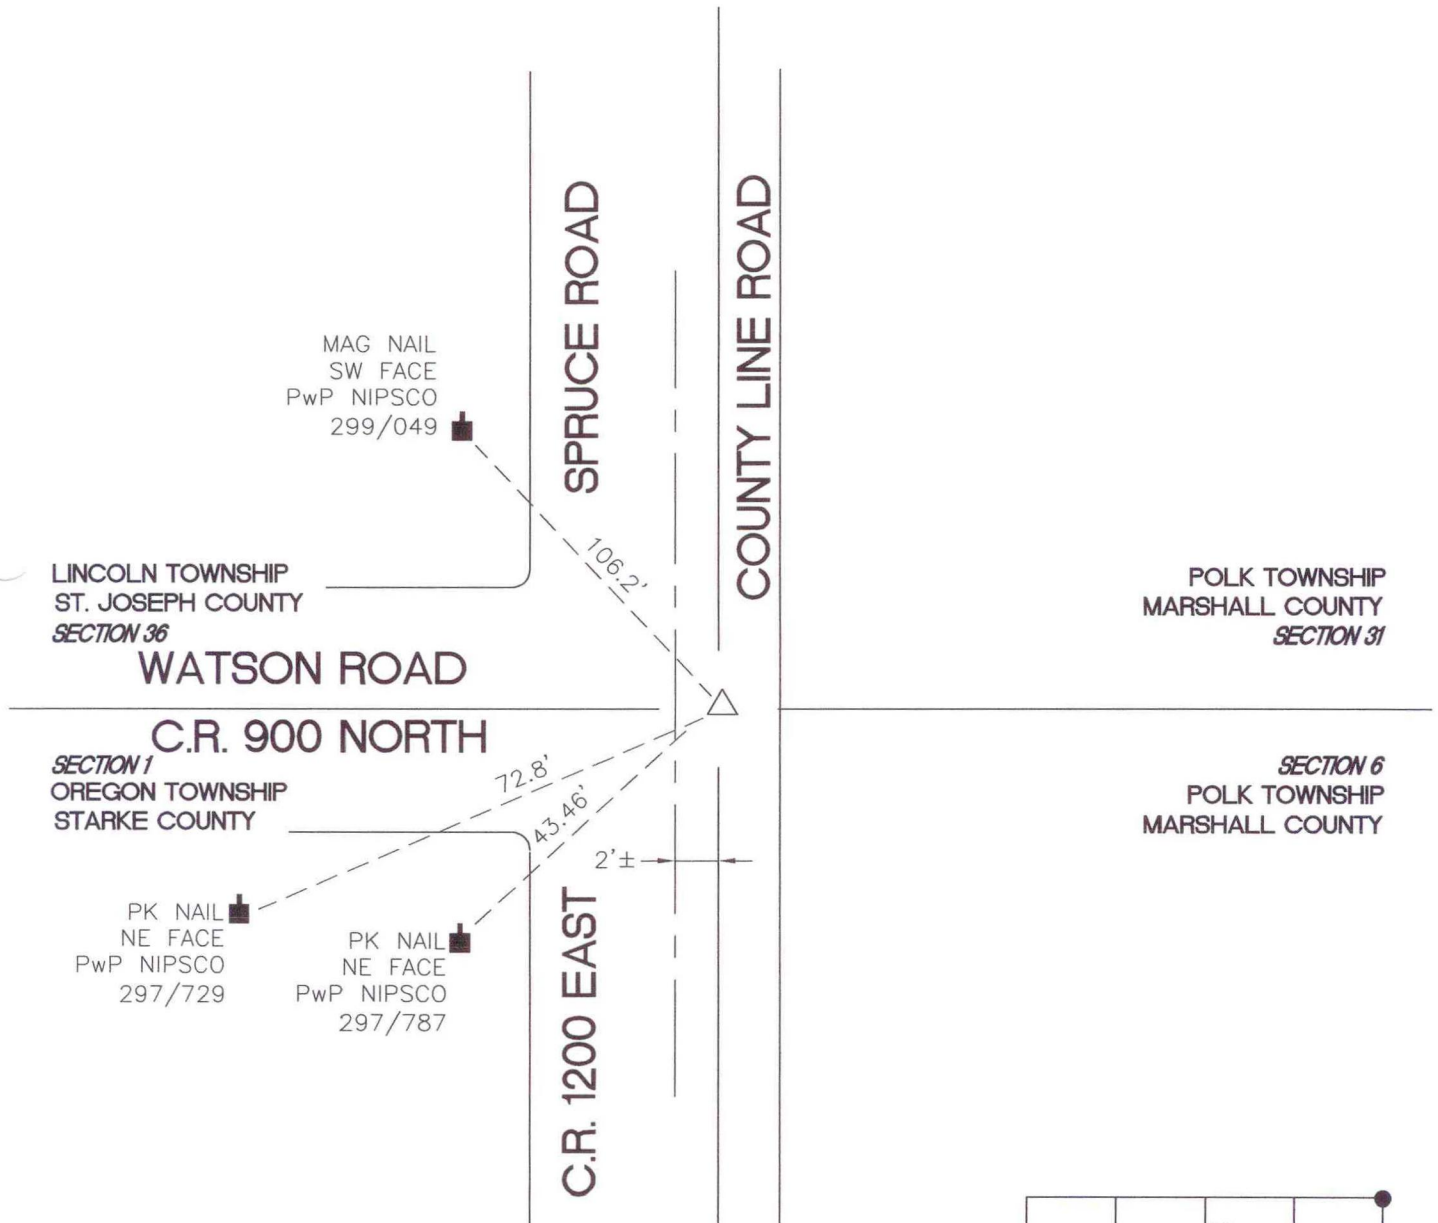 SPRUCE ROAD
COUNTY LINE ROAD
MAG NAIL
SW FACE
PwP NIPSCO
299/049
106.2'
LINCOLN TOWNSHIP
ST. JOSEPH COUNTY
SECTION 36
WATSON ROAD
POLK TOWNSHIP
MARSHALL COUNTY
SECTION 31
C.R. 900 NORTH
SECTION 1
OREGON TOWNSHIP
STARKE COUNTY
72.8'
43.46'
2'±
SECTION 6
POLK TOWNSHIP
MARSHALL COUNTY
PK NAIL
NE FACE
PwP NIPSCO
297/729
PK NAIL
NE FACE
PwP NIPSCO
297/787
C.R. 1200 EAST